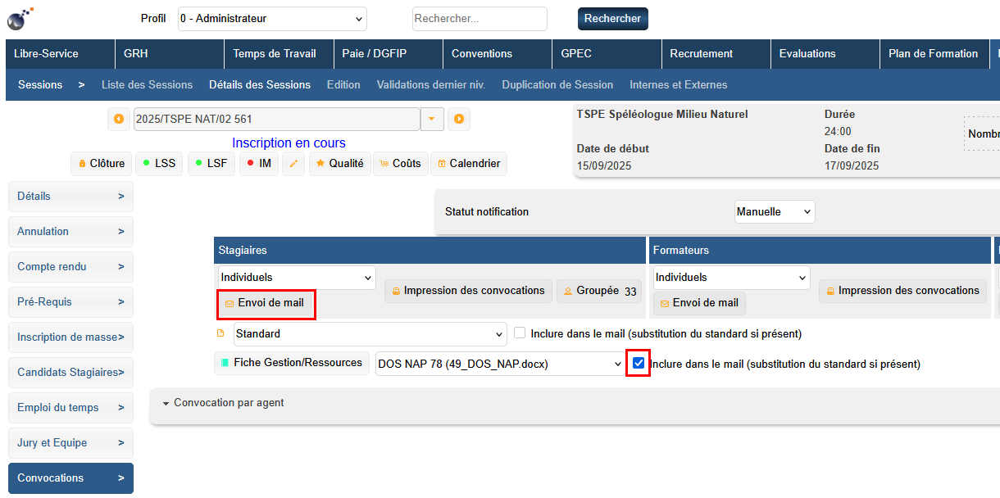 Profil 0 - Administrateur Rechercher... Rechercher
Libre-Service GRH Temps de Travail Paie / DGFIP Conventions GPEC Recrutement Evaluations Plan de Formation
Sessions > Liste des Sessions Détails des Sessions Edition Validations dernier niv. Duplication de Session Internes et Externes
2025/TSPE NAT/02 561
Inscription en cours
Clôture LSS LSF IM Qualité Coûts Calendrier
TSPE Spéléologue Milieu Naturel Durée
24:00
Nombr
Date de début Date de fin
15/09/2025 17/09/2025
Détails >
Annulation >
Compte rendu >
Pré-Requis >
Inscription de masse>
Candidats Stagiaires>
Emploi du temps >
Jury et Equipe >
Convocations >
Statut notification Manuelle
Stagiaires Formateurs
Individuels Impression des convocations Groupée 33 Individuels Impression des convocations
Envoi de mail Envoi de mail
Standard Inclure dans le mail (substitution du standard si présent)
Fiche Gestion/Ressources DOS NAP 78 (49_DOS_NAP.docx) Inclure dans le mail (substitution du standard si présent)
Convocation par agent